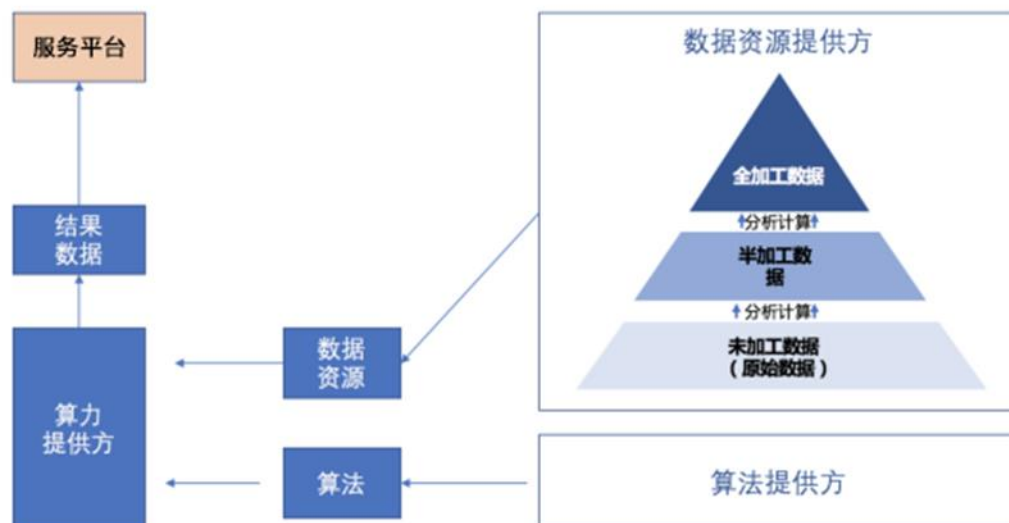 服务平台
数据资源提供方
全加工数据
分析计算
结果
数据
半加工数
据
分析计算
数据
资源
未加工数据
（原始数据）
算力
提供方
算法
算法提供方